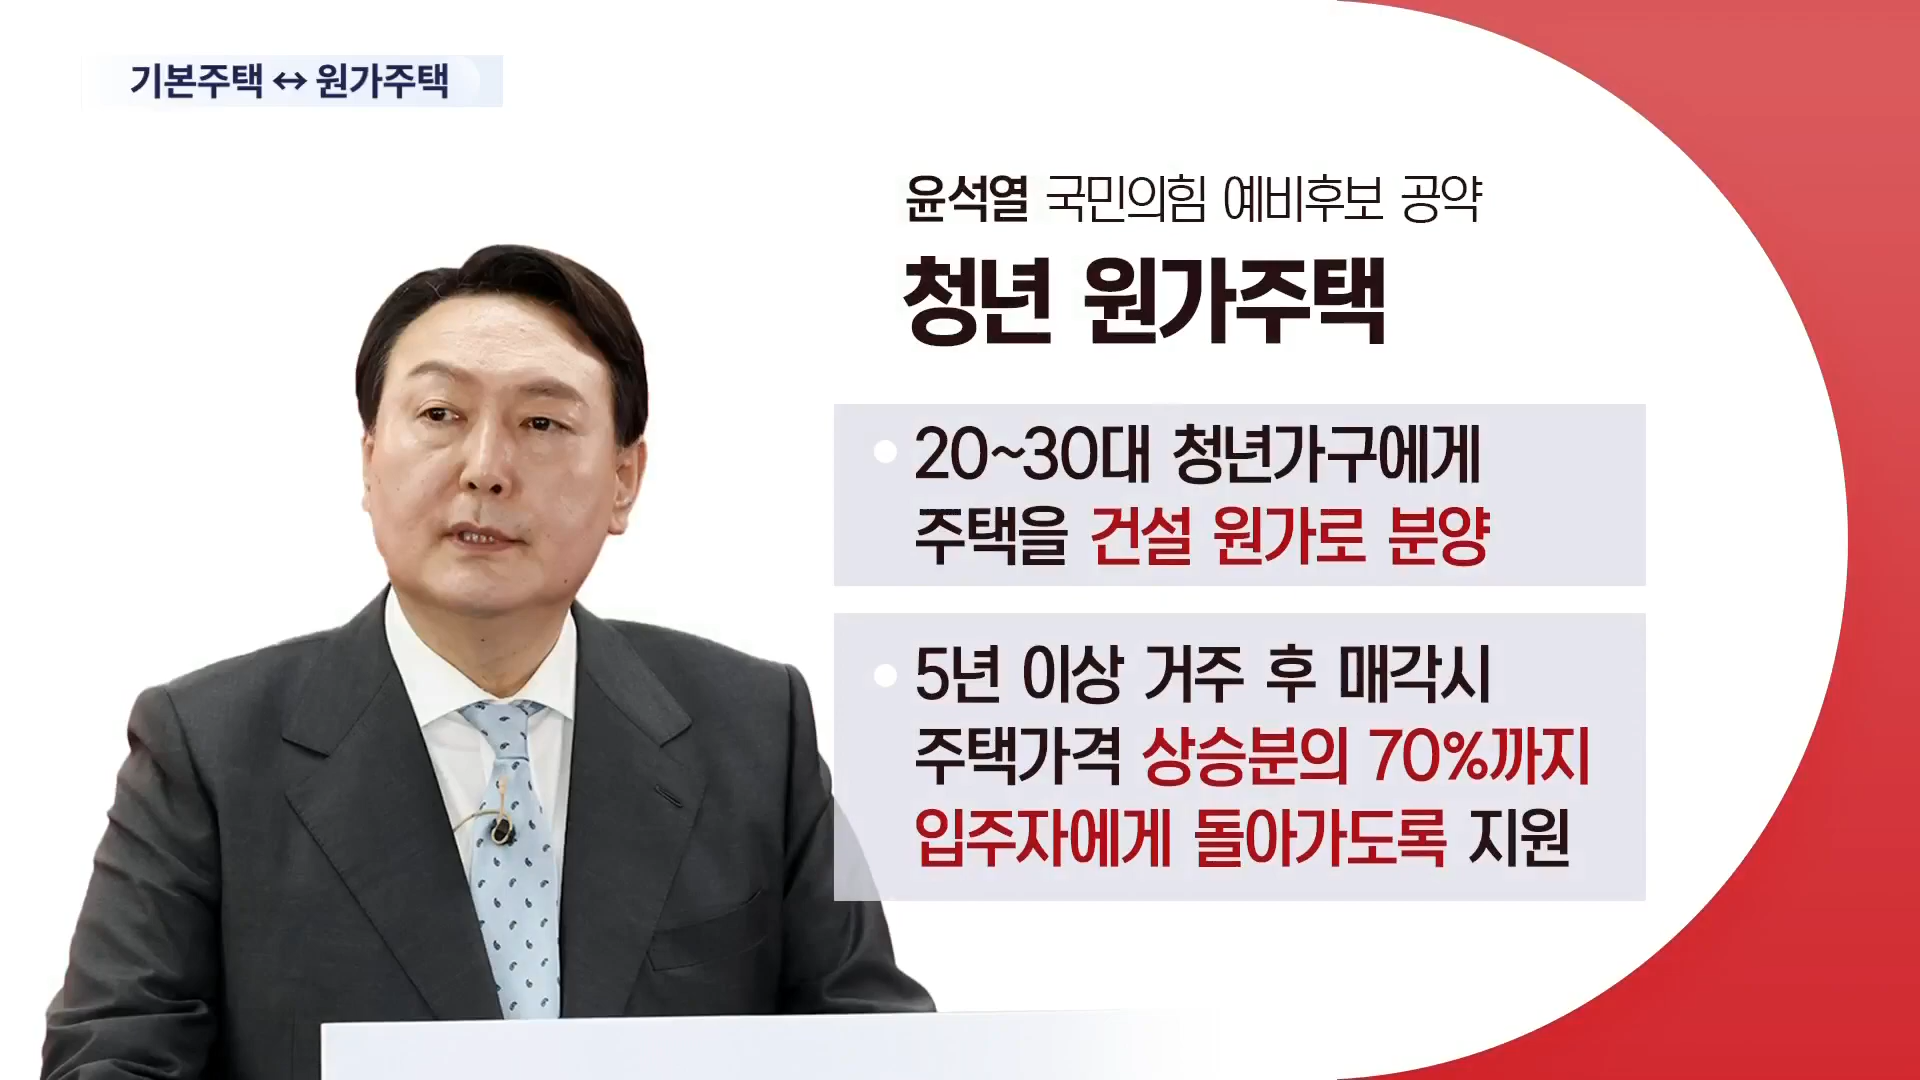 기본주택 ↔ 원가주택
윤석열 국민의힘 예비후보 공약
청년 원가주택
20~30대 청년가구에게
주택을 건설 원가로 분양
5년 이상 거주 후 매각시
주택가격 상승분의 70%까지
입주자에게 돌아가도록 지원